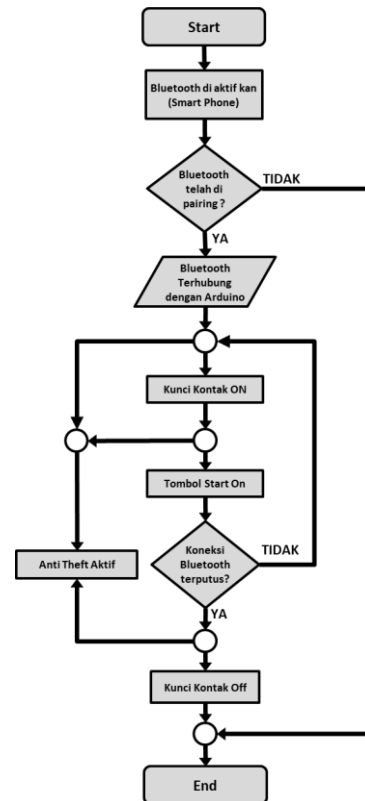 Start
Bluetooth di aktif kan
(Smart Phone)
Bluetooth
telah di
pairing ?
TIDAK
YA
Bluetooth
Terhubung
dengan Arduino
Kunci Kontak ON
Tombol Start On
Koneksi
Bluetooth
terputus?
TIDAK
Anti Theft Aktif
YA
Kunci Kontak Off
End